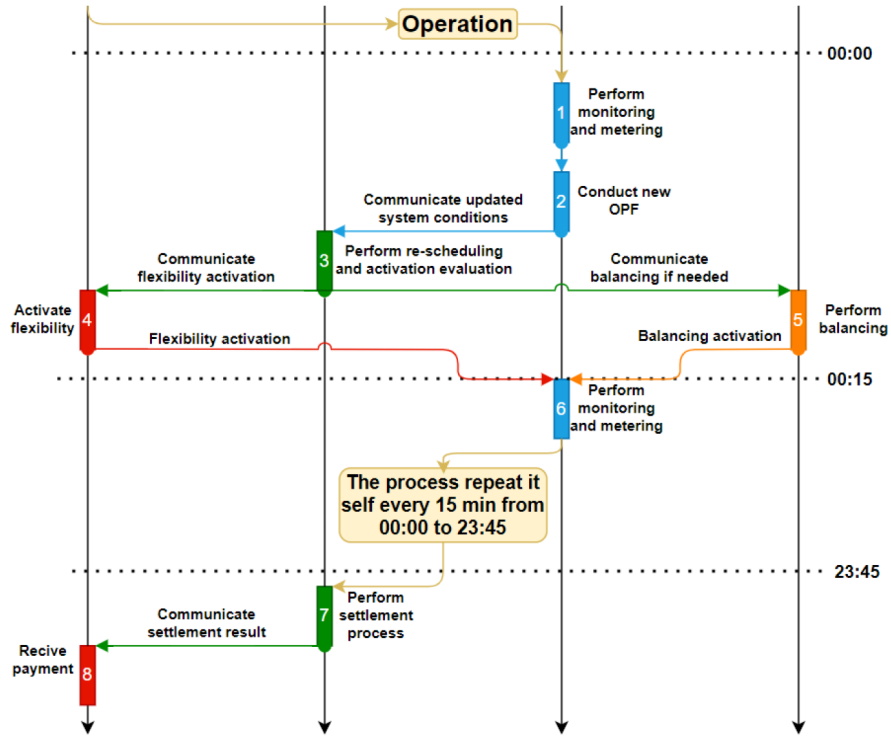 Operation
00:00
1
Perform
monitoring
and metering
2
Conduct new
OPF
Communicate updated
system conditions
3
Perform re-scheduling
and activation evaluation
Communicate
flexibility activation
Communicate
balancing if needed
Activate
flexibility
4
5
Perform
balancing
Flexibility activation
Balancing activation
00:15
6
Perform
monitoring
and metering
The process repeat it
self every 15 min from
00:00 to 23:45
23:45
7
Perform
settlement
process
Communicate
settlement result
Recive
payment
8